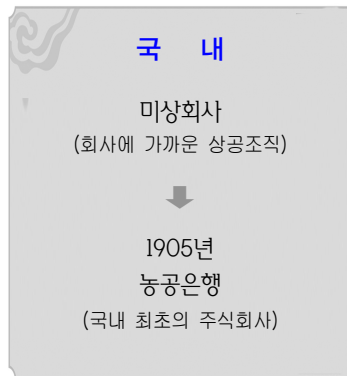 국 내
미상회사
(회사에 가까운 상공조직)
1905년
농공은행
(국내 최초의 주식회사)